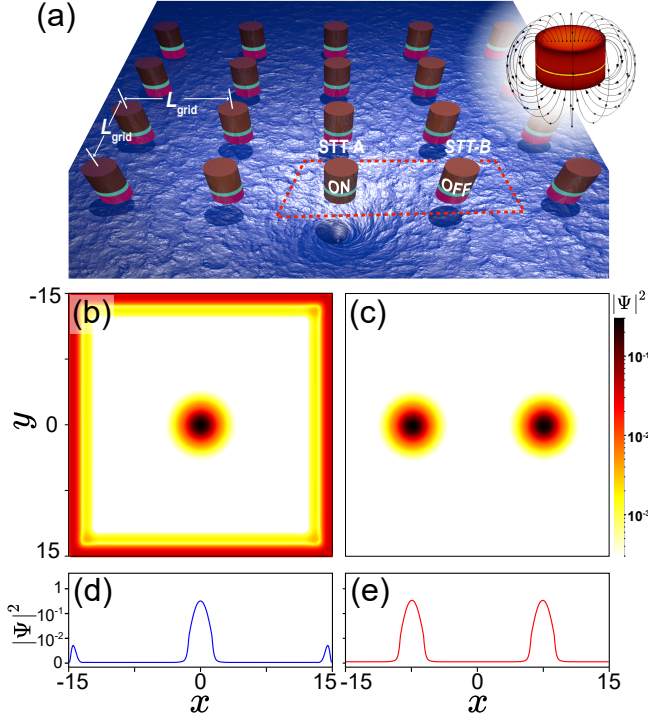 (a)
L grid
L grid
STT-A STT-B
ON OFF
(b) (c)
|Ψ|²
-15
0
15
y
10⁻¹
10⁻²
10⁻³
(d) (e)
|Ψ|²
1
10⁻¹
10⁻²
0
-15 0 15 -15 0 15
x x